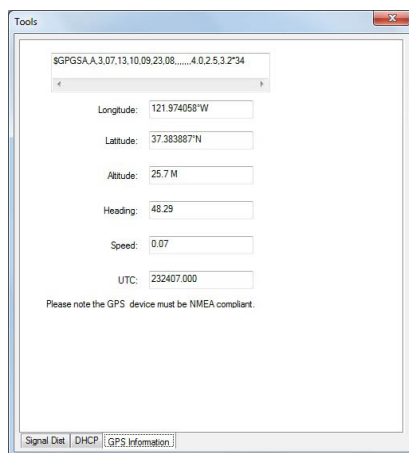 Tools
$GPGSA,A,3,07,13,10,09,23,08,,,,,,,4.0,2.5,3.2*34
Longitude: 121.974058°W
Latitude: 37.383887°N
Altitude: 25.7 M
Heading: 48.29
Speed: 0.07
UTC: 232407.000
Please note the GPS device must be NMEA compliant.
Signal Dist DHCP GPS Information